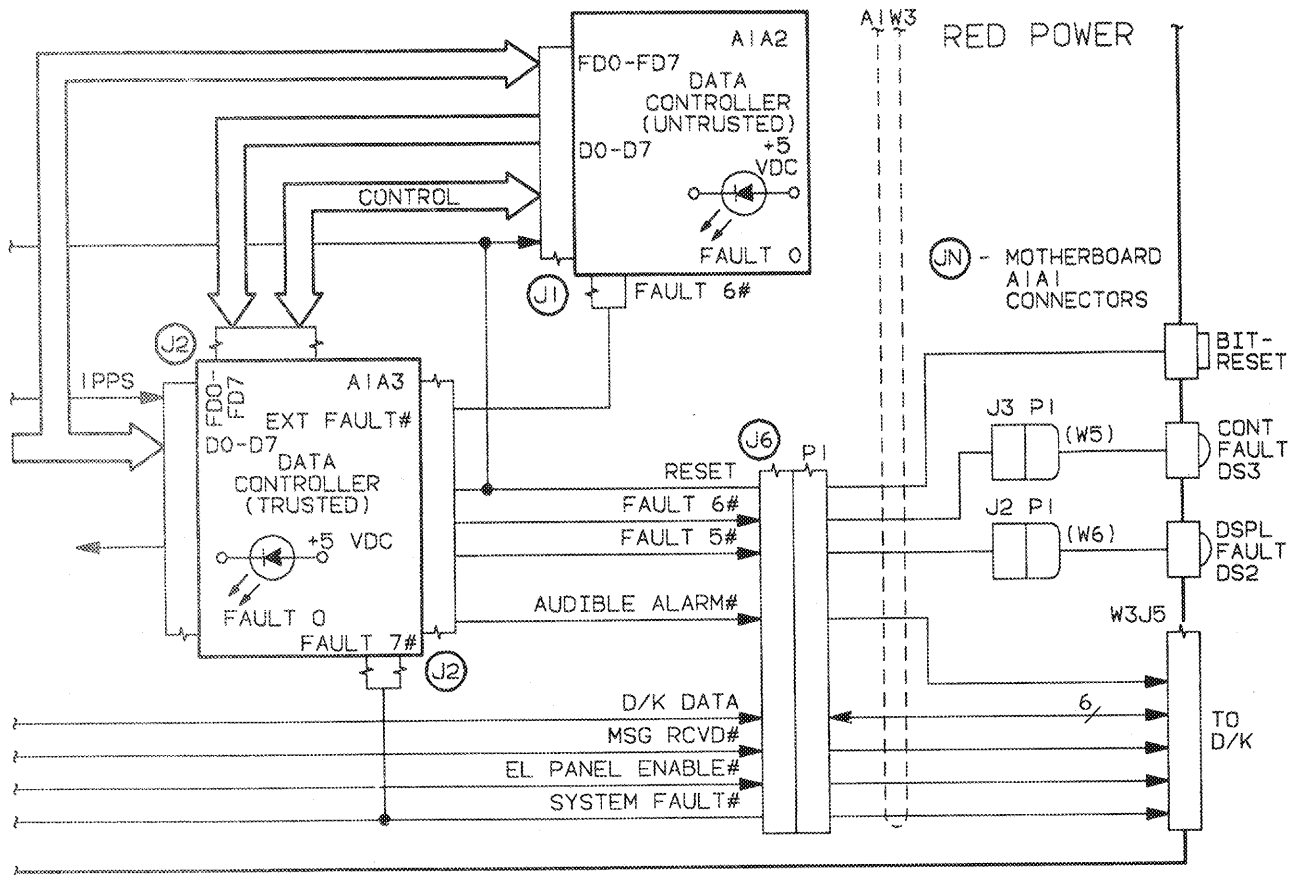 A1W3
RED POWER
A1A2
FD0-FD7
DATA
CONTROLLER
(UNTRUSTED)
D0-D7
+5
VDC
CONTROL
FAULT 0
J1
FAULT 6#
JN - MOTHERBOARD
A1A1
CONNECTORS
J2
1PPS
FD0-
FD7
A1A3
EXT FAULT#
D0-D7
DATA
CONTROLLER
(TRUSTED)
+5 VDC
FAULT 0
FAULT 7#
J2
BIT-
RESET
J3 P1
(W5)
CONT
FAULT
DS3
J6
P1
RESET
FAULT 6#
FAULT 5#
J2 P1
(W6)
DSPL
FAULT
DS2
AUDIBLE ALARM#
W3J5
D/K DATA
6/
TO
D/K
MSG RCVD#
EL PANEL ENABLE#
SYSTEM FAULT#